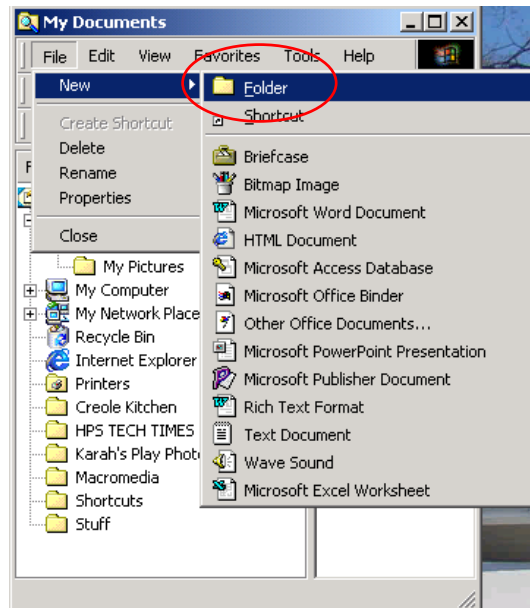 My Documents
File Edit View Favorites Tools Help
New
Create Shortcut
Delete
Rename
Properties
Close
Folder
Shortcut
Briefcase
Bitmap Image
Microsoft Word Document
HTML Document
Microsoft Access Database
Microsoft Office Binder
Other Office Documents...
Microsoft PowerPoint Presentation
Microsoft Publisher Document
Rich Text Format
Text Document
Wave Sound
Microsoft Excel Worksheet
F
My Pictures
My Computer
My Network Place
Recycle Bin
Internet Explorer
Printers
Creole Kitchen
HPS TECH TIMES
Karah's Play Phot
Macromedia
Shortcuts
Stuff